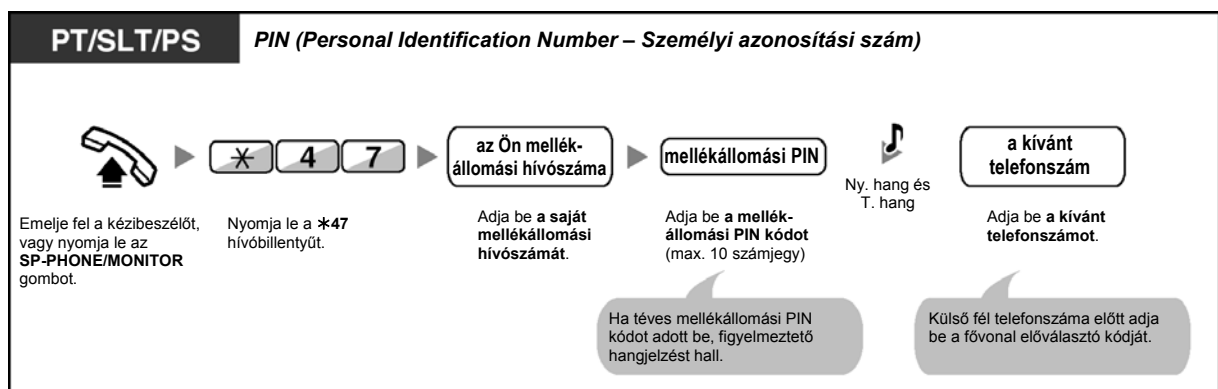 PT/SLT/PS
PIN (Personal Identification Number – Személyi azonosítási szám)
∗ 4 7
az Ön mellék-
állomási hívószáma
mellékállomási PIN
a kívánt
telefonszám
Emelje fel a kézibeszélőt,
vagy nyomja le az
SP-PHONE/MONITOR
gombot.
Nyomja le a ∗47
hívóbillentyűt.
Adja be a saját
mellékállomási
hívószámát.
Adja be a mellék-
állomási PIN kódot
(max. 10 számjegy)
Ny. hang és
T. hang
Adja be a kívánt
telefonszámot.
Ha téves mellékállomási PIN
kódot adott be, figyelmeztető
hangjelzést hall.
Külső fél telefonszáma előtt adja
be a fővonal előválasztó kódját.